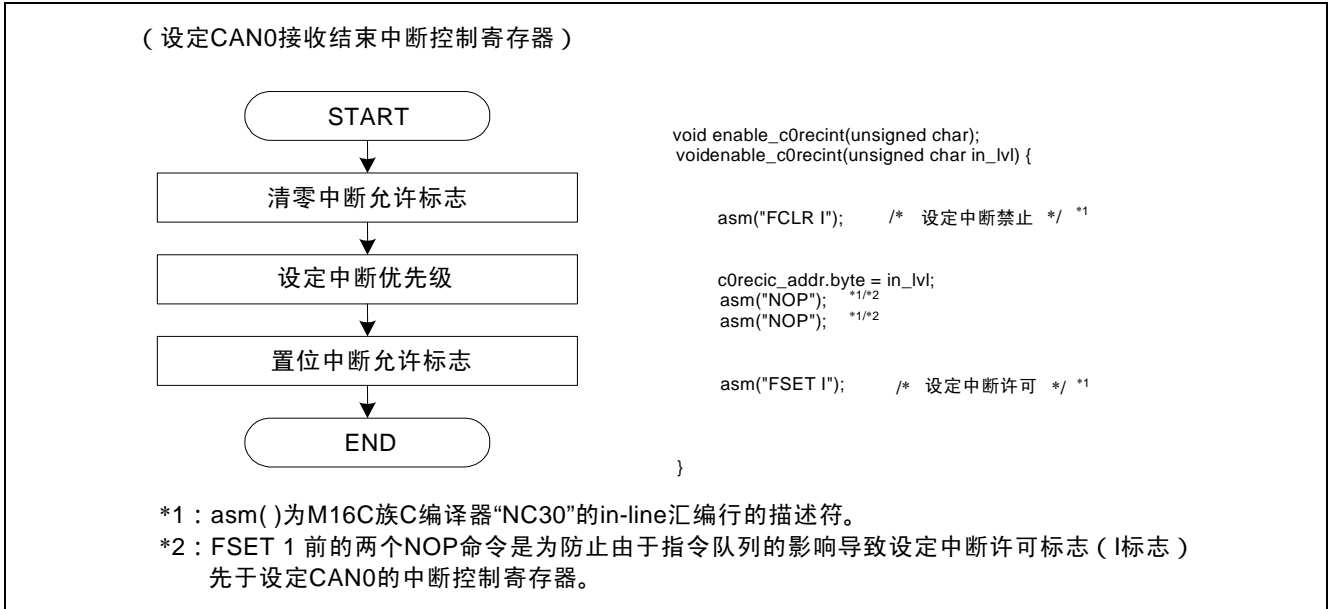 （设定CAN0接收结束中断控制寄存器）
START
清零中断允许标志
设定中断优先级
置位中断允许标志
END
void enable_c0recint(unsigned char);
voidenable_c0recint(unsigned char in_lvl) {
asm("FCLR I"); /* 设定中断禁止 */ *1
c0recic_addr.byte = in_lvl;
asm("NOP"); *1/*2
asm("NOP"); *1/*2
asm("FSET I"); /* 设定中断许可 */ *1
}
*1：asm( )为M16C族C编译器“NC30”的in-line汇编行的描述符。
*2：FSET 1 前的两个NOP命令是为防止由于指令队列的影响导致设定中断许可标志（I标志）
先于设定CAN0的中断控制寄存器。